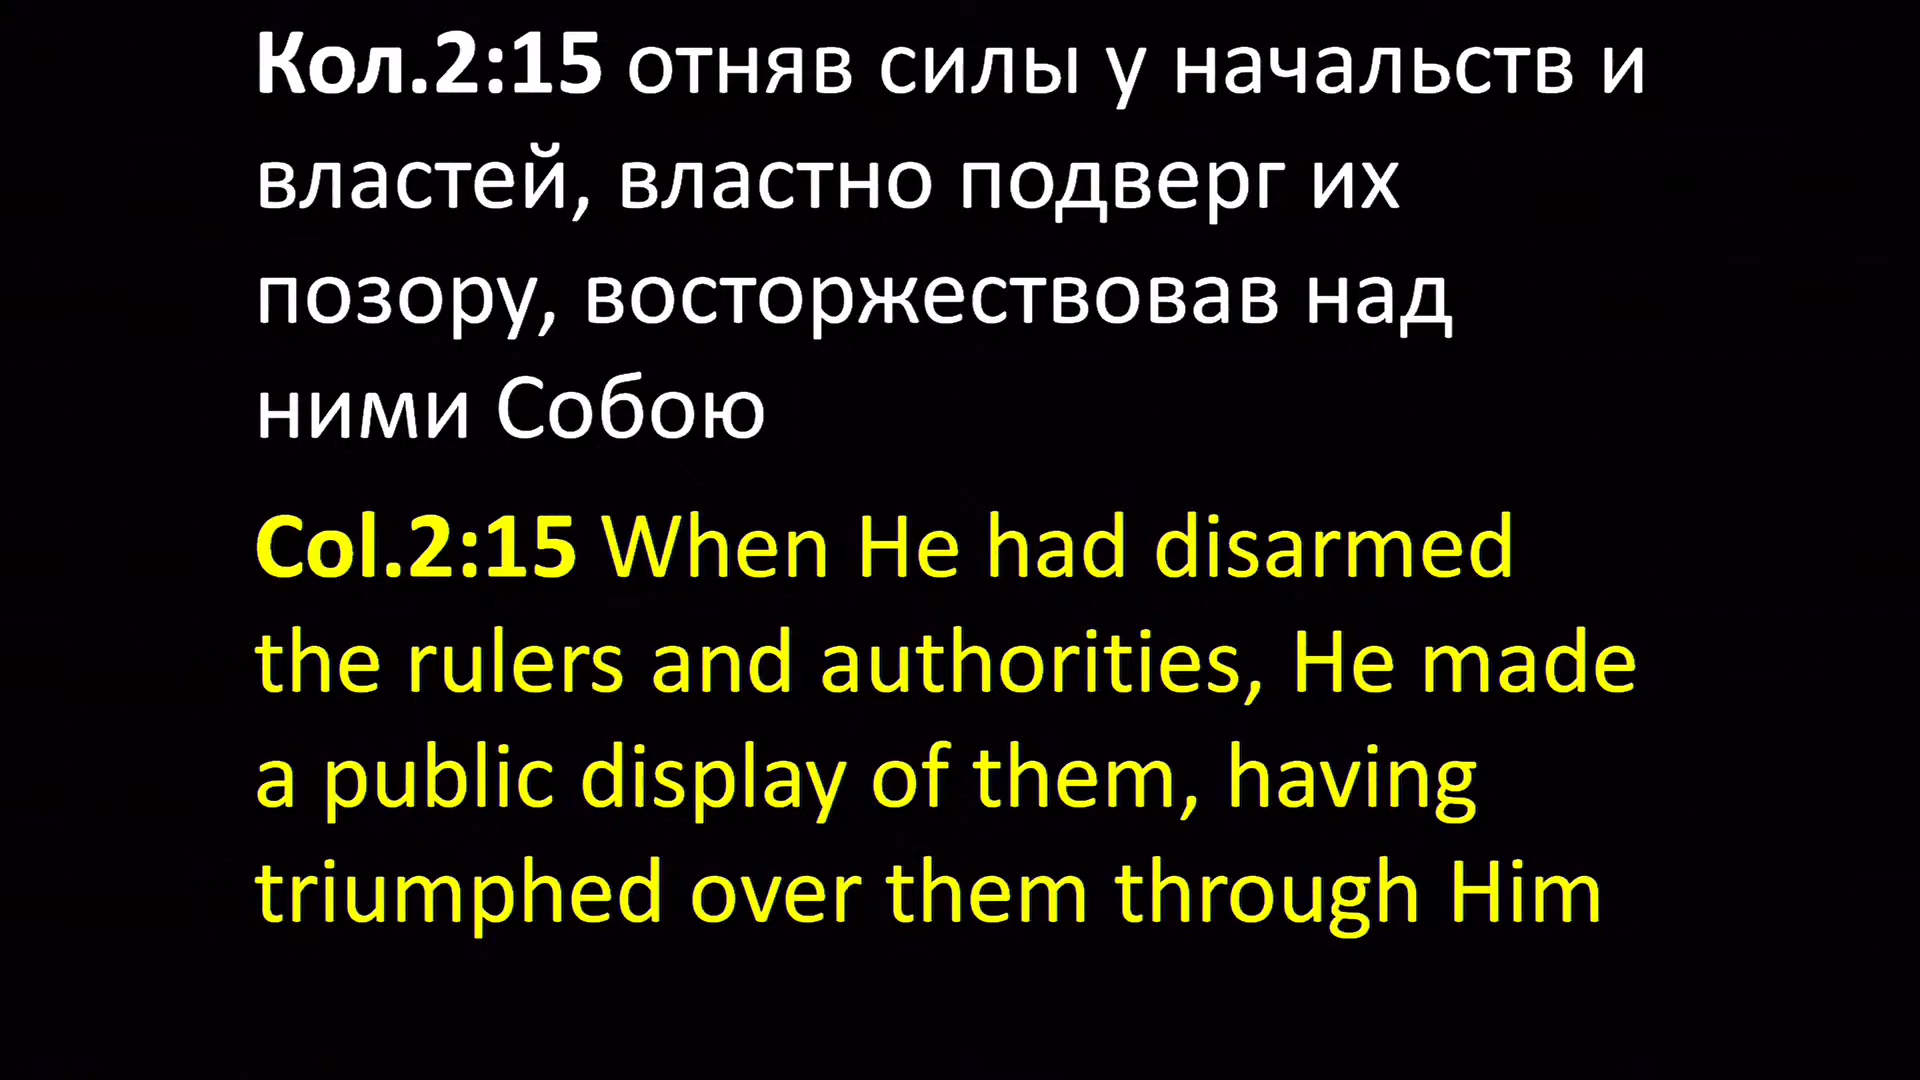 Кол.2:15 отняв силы у начальств и
властей, властно подверг их
позору, восторжествовав над
ними Собою
Col.2:15 When He had disarmed
the rulers and authorities, He made
a public display of them, having
triumphed over them through Him